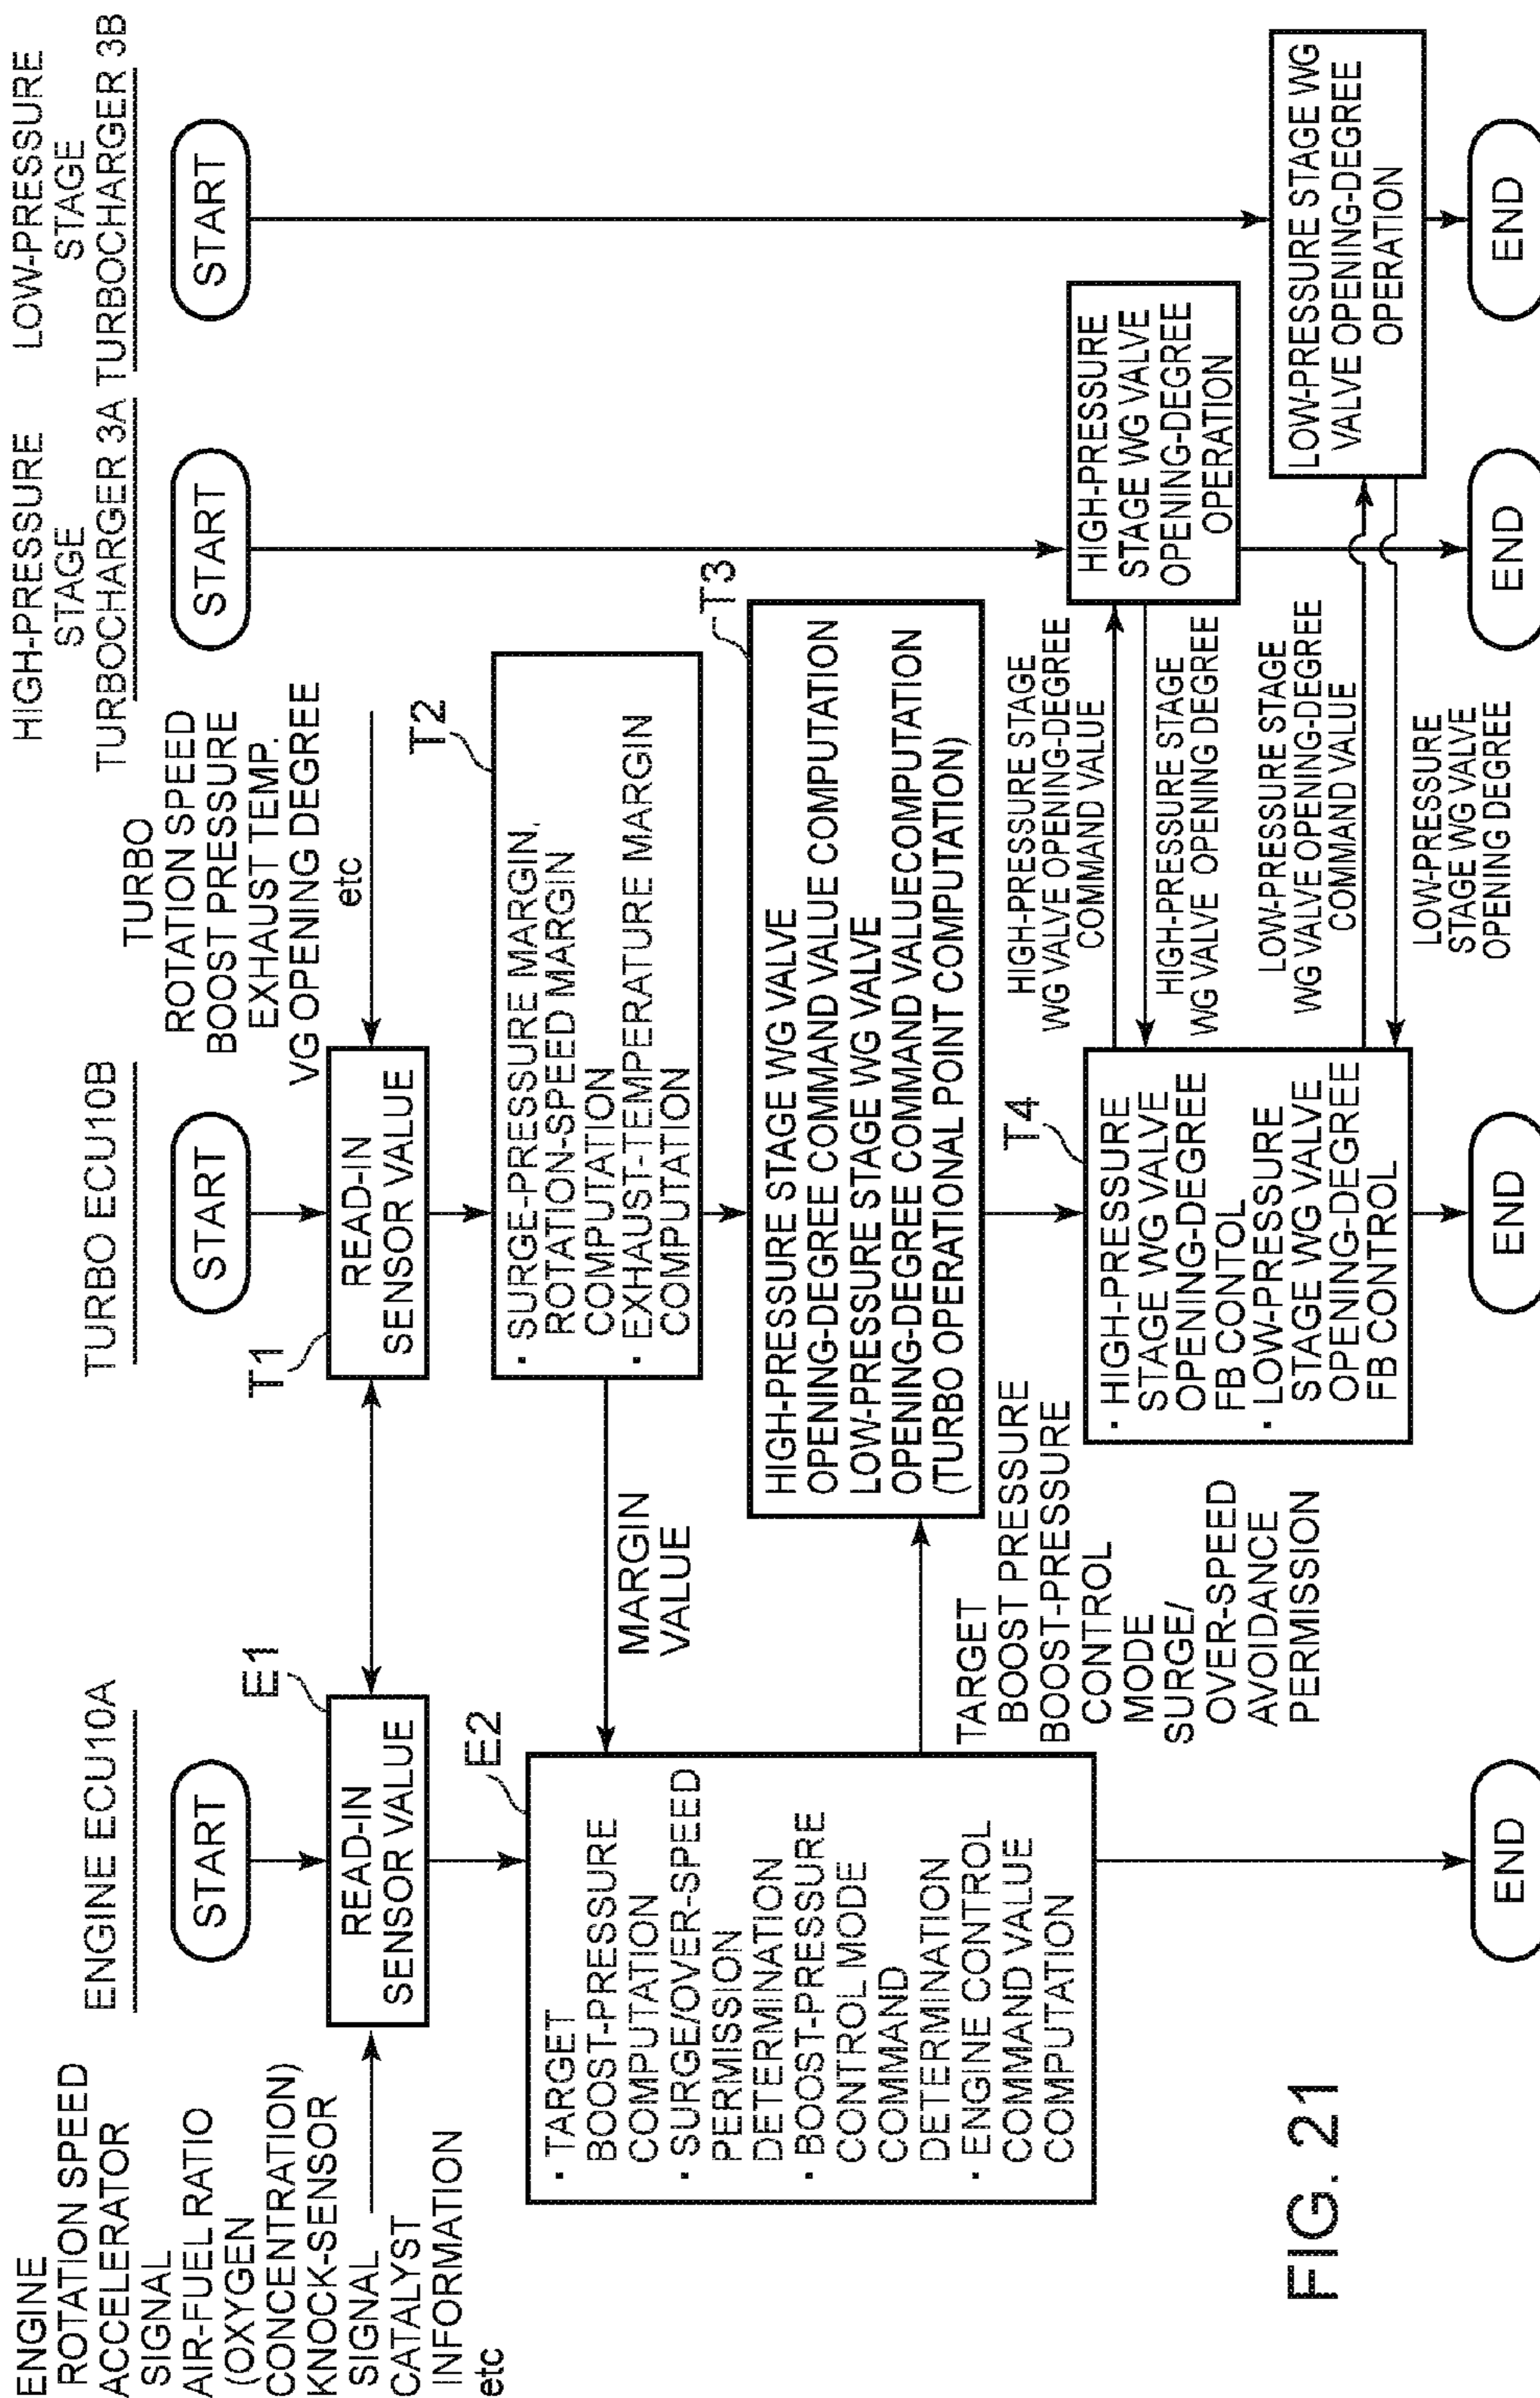 ENGINE
ROTATION SPEED
ACCELERATOR
SIGNAL
AIR-FUEL RATIO
(OXYGEN
CONCENTRATION)
KNOCK-SENSOR
SIGNAL
CATALYST
INFORMATION
etc
ENGINE ECU10A
START
E1
READ-IN
SENSOR VALUE
E2
· TARGET
BOOST-PRESSURE
COMPUTATION
· SURGE/OVER-SPEED
PERMISSION
DETERMINATION
· BOOST-PRESSURE
CONTROL MODE
COMMAND
DETERMINATION
· ENGINE CONTROL
COMMAND VALUE
COMPUTATION
END
MARGIN
VALUE
TARGET
BOOST PRESSURE
BOOST-PRESSURE
CONTROL
MODE
SURGE/
OVER-SPEED
AVOIDANCE
PERMISSION
TURBO ECU10B
START
T1
READ-IN
SENSOR VALUE
TURBO
ROTATION SPEED
BOOST PRESSURE
EXHAUST TEMP.
VG OPENING DEGREE
etc
T2
· SURGE-PRESSURE MARGIN,
ROTATION-SPEED MARGIN
COMPUTATION
· EXHAUST-TEMPERATURE MARGIN
COMPUTATION
T3
HIGH-PRESSURE STAGE WG VALVE
OPENING-DEGREE COMMAND VALUE COMPUTATION
LOW-PRESSURE STAGE WG VALVE
OPENING-DEGREE COMMAND VALUECOMPUTATION
(TURBO OPERATIONAL POINT COMPUTATION)
T4
· HIGH-PRESSURE
STAGE WG VALVE
OPENING-DEGREE
FB CONTOL
· LOW-PRESSURE
STAGE WG VALVE
OPENING-DEGREE
FB CONTROL
END
HIGH-PRESSURE STAGE
WG VALVE OPENING-DEGREE
COMMAND VALUE
HIGH-PRESSURE STAGE
WG VALVE OPENING DEGREE
LOW-PRESSURE STAGE
WG VALVE OPENING-DEGREE
COMMAND VALUE
LOW-PRESSURE
STAGE WG VALVE
OPENING DEGREE
HIGH-PRESSURE
STAGE
TURBOCHARGER 3A
START
HIGH-PRESSURE
STAGE WG VALVE
OPENING-DEGREE
OPERATION
END
LOW-PRESSURE
STAGE
TURBOCHARGER 3B
START
LOW-PRESSURE STAGE WG
VALVE OPENING-DEGREE
OPERATION
END
FIG. 21